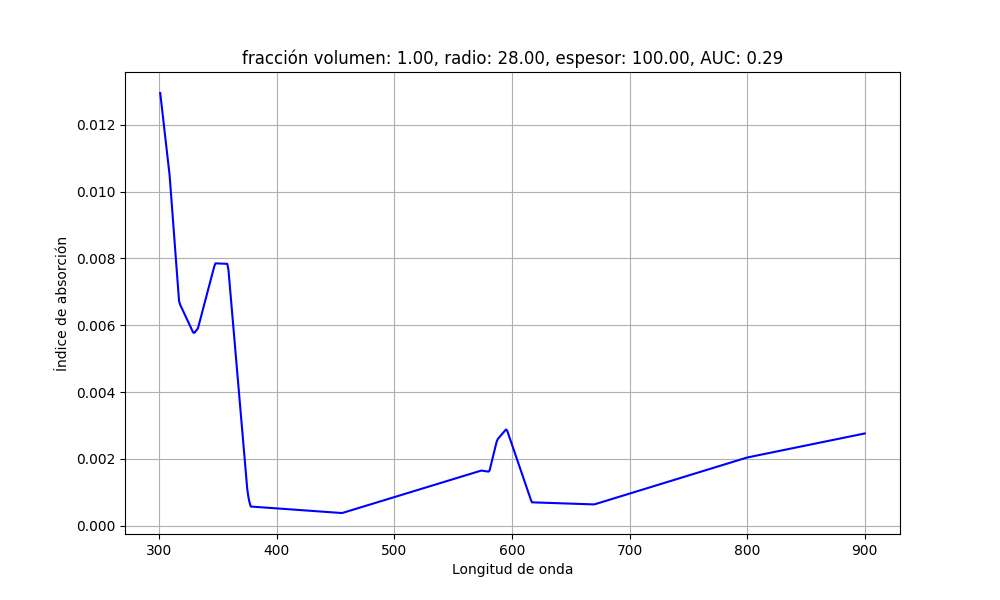 fracción volumen: 1.00, radio: 28.00, espesor: 100.00, AUC: 0.29
Índice de absorción
0.012
0.010
0.008
0.006
0.004
0.002
0.000
300 400 500 600 700 800 900
Longitud de onda